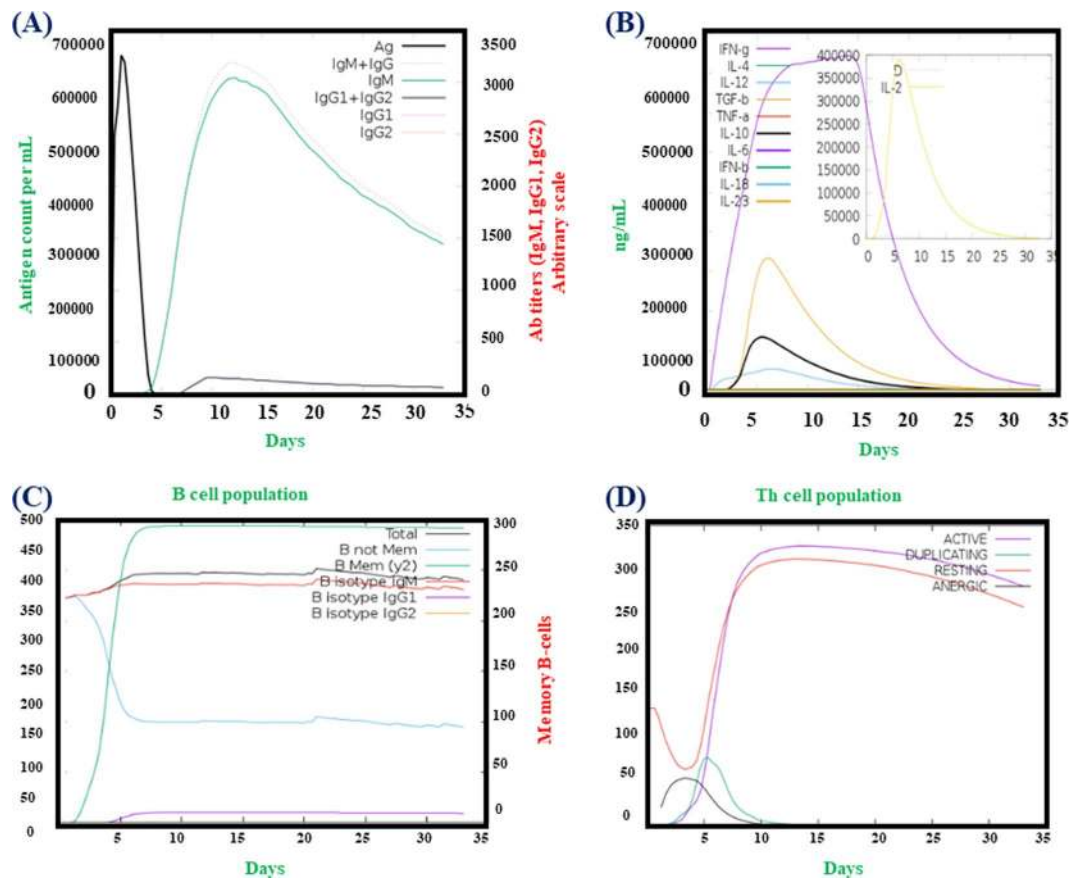 (A)
Antigen count per mL
700000
600000
500000
400000
300000
200000
100000
0
Ag
IgM+IgG
IgM
IgG1+IgG2
IgG1
IgG2
3500
3000
2500
2000
1500
1000
500
0
Ab titers (IgM, IgG1, IgG2)
Arbitrary scale
0 5 10 15 20 25 30 35
Days
(B)
ng/mL
700000
600000
500000
400000
300000
200000
100000
0
IFN-g
IL-4
IL-12
TGF-b
TNF-a
IL-10
IL-6
IFN-b
IL-18
IL-23
400000
350000
300000
250000
200000
150000
100000
50000
0
D
IL-2
0 5 10 15 20 25 30 35
0 5 10 15 20 25 30 35
Days
(C)
B cell population
500
450
400
350
300
250
200
150
100
50
0
Total
B not Mem
B Mem (y2)
B isotype IgM
B isotype IgG1
B isotype IgG2
300
250
200
150
100
50
0
Memory B-cells
0 5 10 15 20 25 30 35
Days
(D)
Th cell population
350
300
250
200
150
100
50
0
ACTIVE
DUPLICATING
RESTING
ANERGIC
0 5 10 15 20 25 30 35
Days